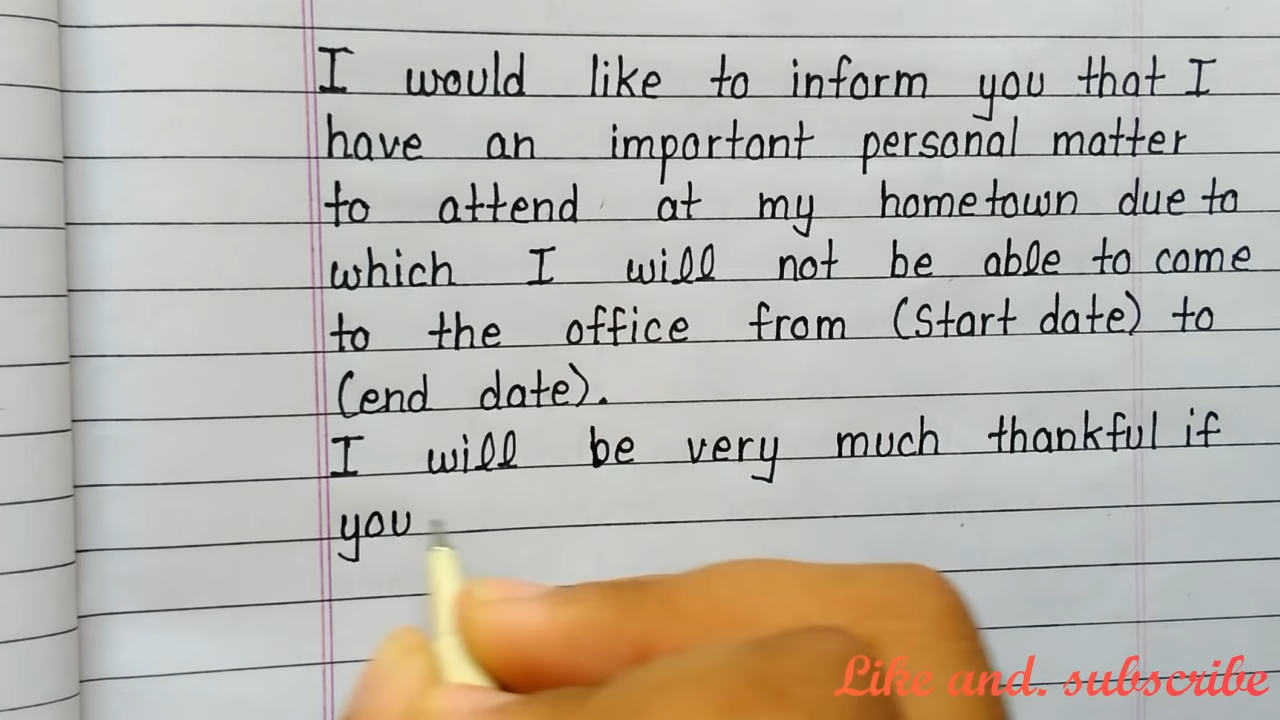 I would like to inform you that I
have an important personal matter
to attend at my hometown due to
which I will not be able to come
to the office from (Start date) to
(end date).
I will be very much thankful if
you
Like and. subscribe